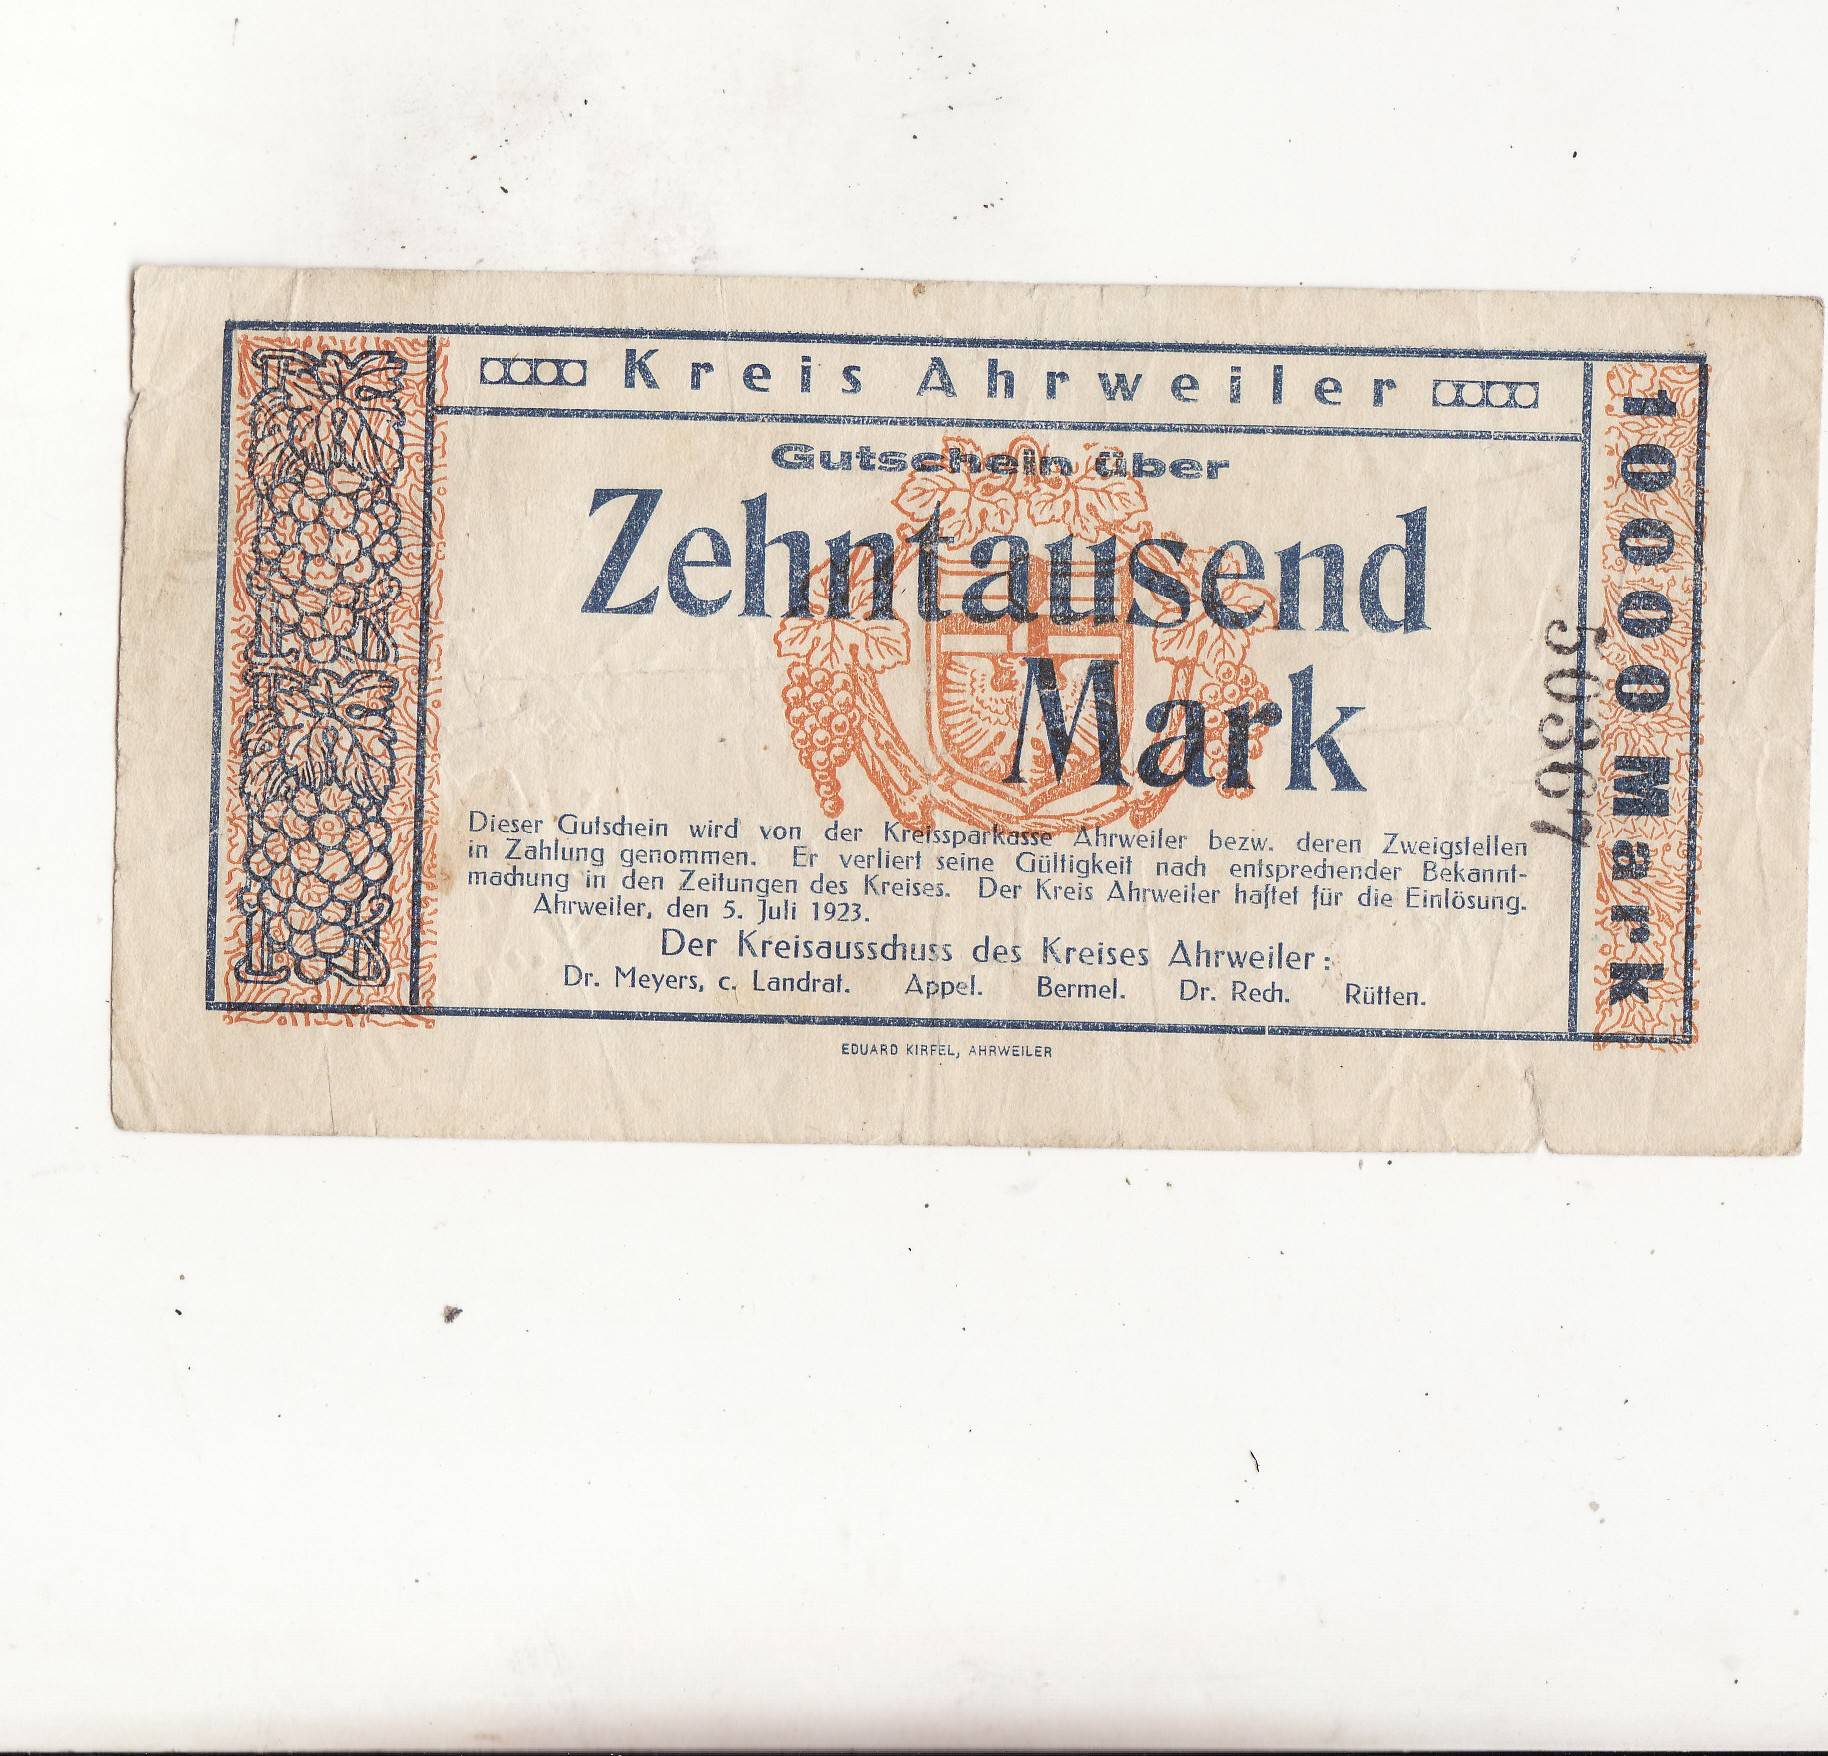 Kreis Ahrweiler
Gutschein über
Zehntausend
Mark
Dieser Gutschein wird von der Kreissparkasse Ahrweiler bezw. deren Zweigstellen
in Zahlung genommen. Er verliert seine Gültigkeit nach entsprechender Bekannt-
machung in den Zeitungen des Kreises. Der Kreis Ahrweiler haftet für die Einlösung.
Ahrweiler, den 5. Juli 1923.
Der Kreisausschuss des Kreises Ahrweiler:
Dr. Meyers, c. Landrat. Appel. Bermel. Dr. Rech. Rütten.
EDUARD KIRFEL, AHRWEILER
50367
10000 Mark